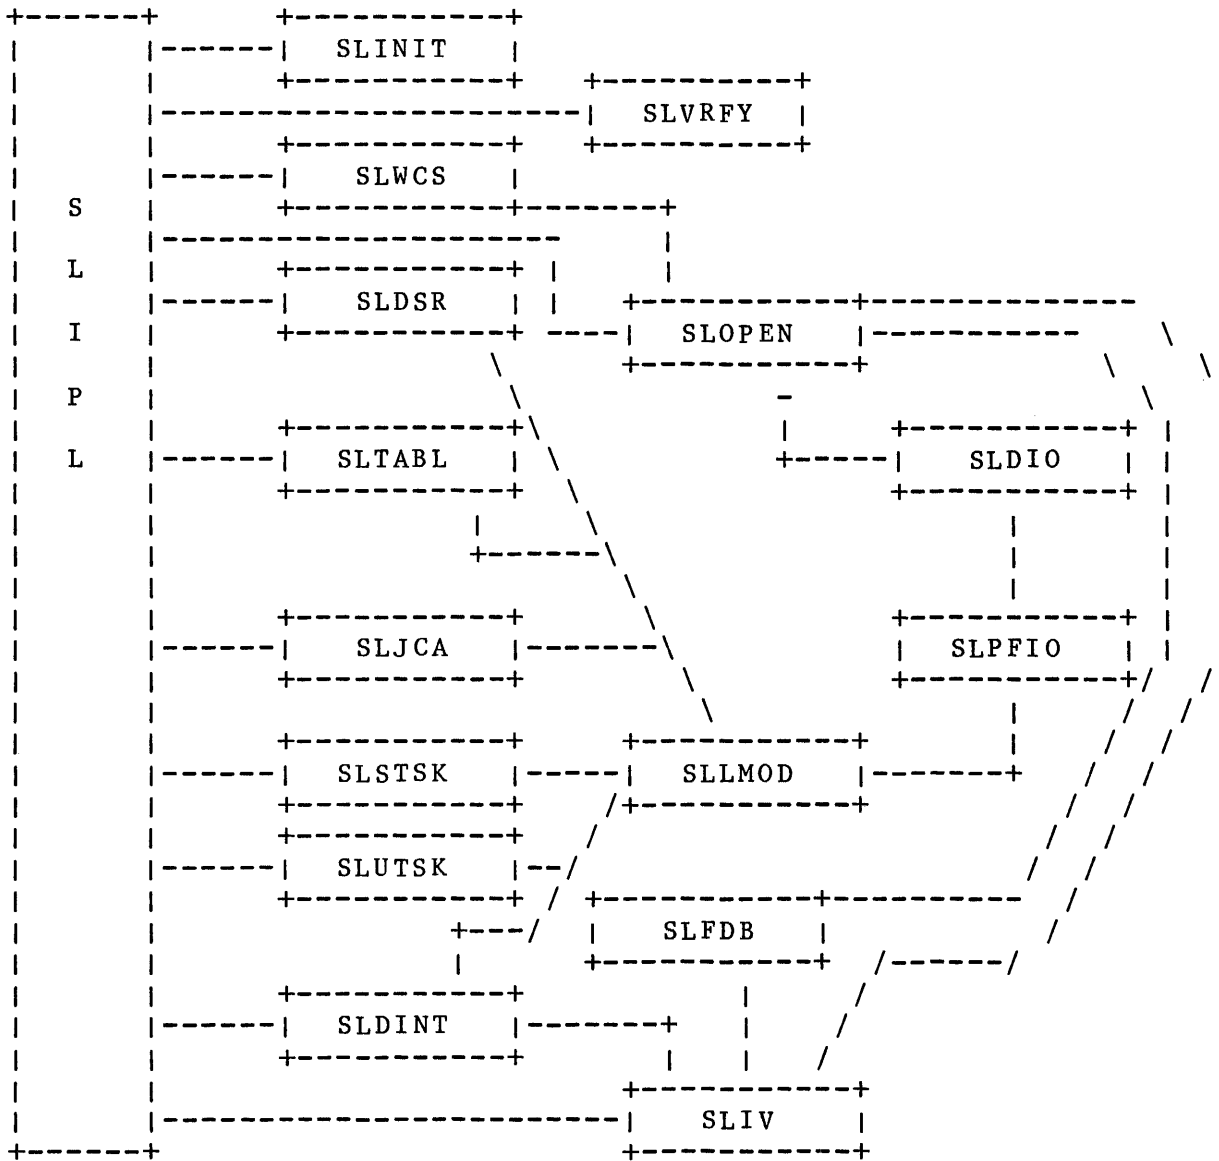 SLINIT
SLVRFY
SLWCS
S
L
SLDSR
I
SLOPEN
P
L
SLTABL
SLDIO
SLJCA
SLPFIO
SLSTSK
SLLMOD
SLUTSK
SLFDB
SLDINT
SLIV